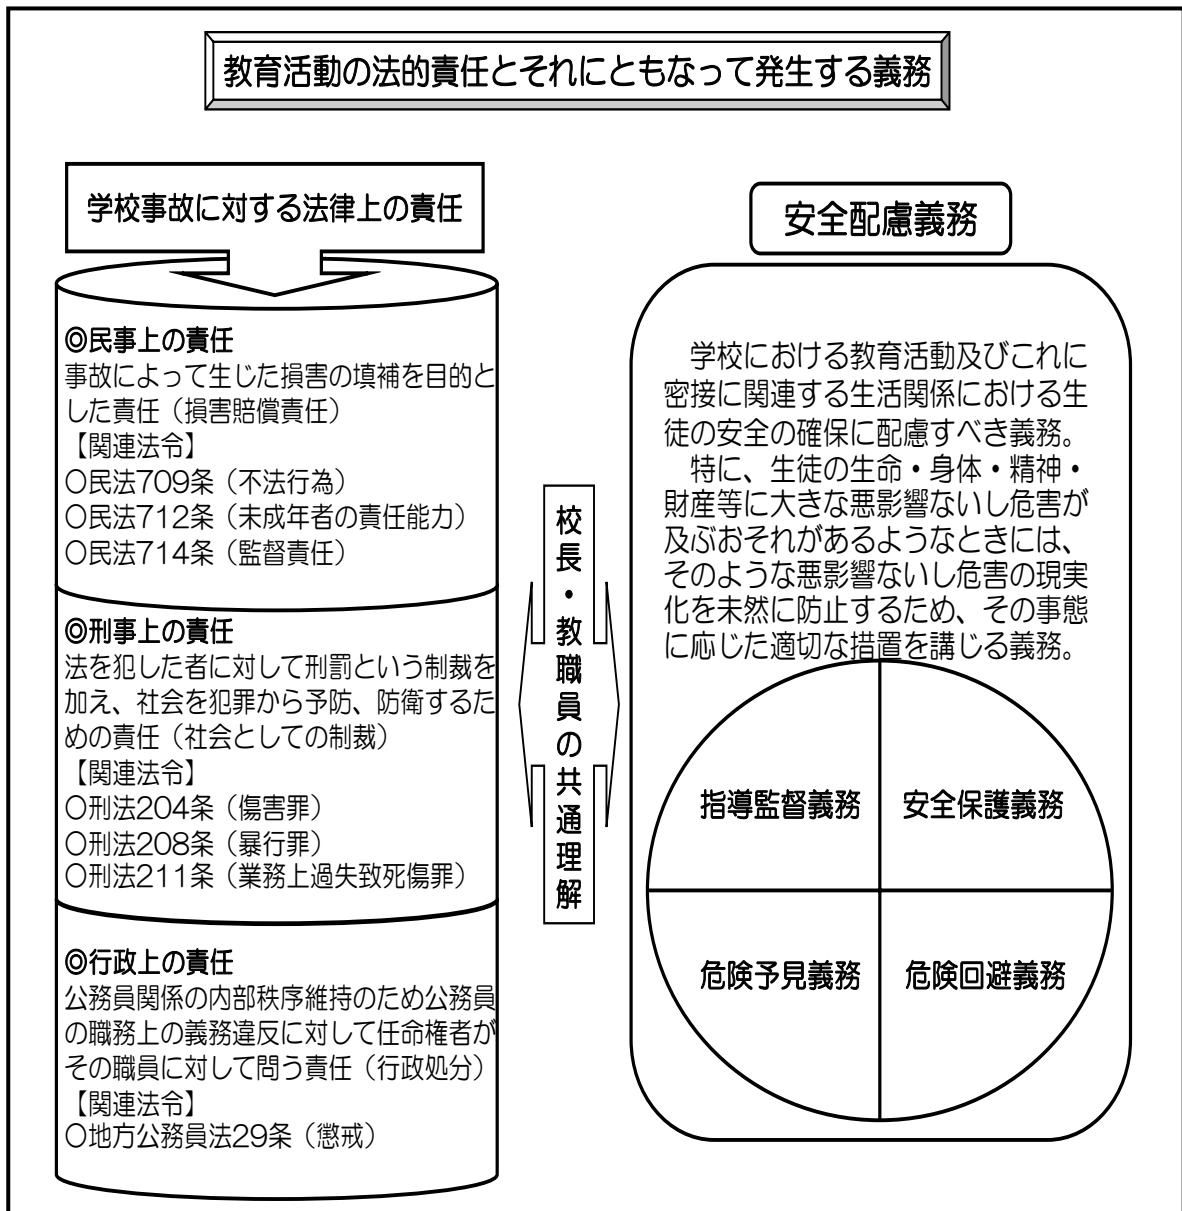 教育活動の法的責任とそれにともなって発生する義務
学校事故に対する法律上の責任
◎民事上の責任
事故によって生じた損害の填補を目的と
した責任（損害賠償責任）
【関連法令】
○民法709条（不法行為）
○民法712条（未成年者の責任能力）
○民法714条（監督責任）
◎刑事上の責任
法を犯した者に対して刑罰という制裁を
加え、社会を犯罪から予防、防衛するた
めの責任（社会としての制裁）
【関連法令】
○刑法204条（傷害罪）
○刑法208条（暴行罪）
○刑法211条（業務上過失致死傷罪）
◎行政上の責任
公務員関係の内部秩序維持のため公務員
の職務上の義務違反に対して任命権者が
その職員に対して問う責任（行政処分）
【関連法令】
○地方公務員法29条（懲戒）
校長・教職員の共通理解
安全配慮義務
学校における教育活動及びこれに
密接に関連する生活関係における生
徒の安全の確保に配慮すべき義務。
特に、生徒の生命・身体・精神・
財産等に大きな悪影響ないし危害が
及ぶおそれがあるようなときには、
そのような悪影響ないし危害の現実
化を未然に防止するため、その事態
に応じた適切な措置を講じる義務。
指導監督義務
安全保護義務
危険予見義務
危険回避義務